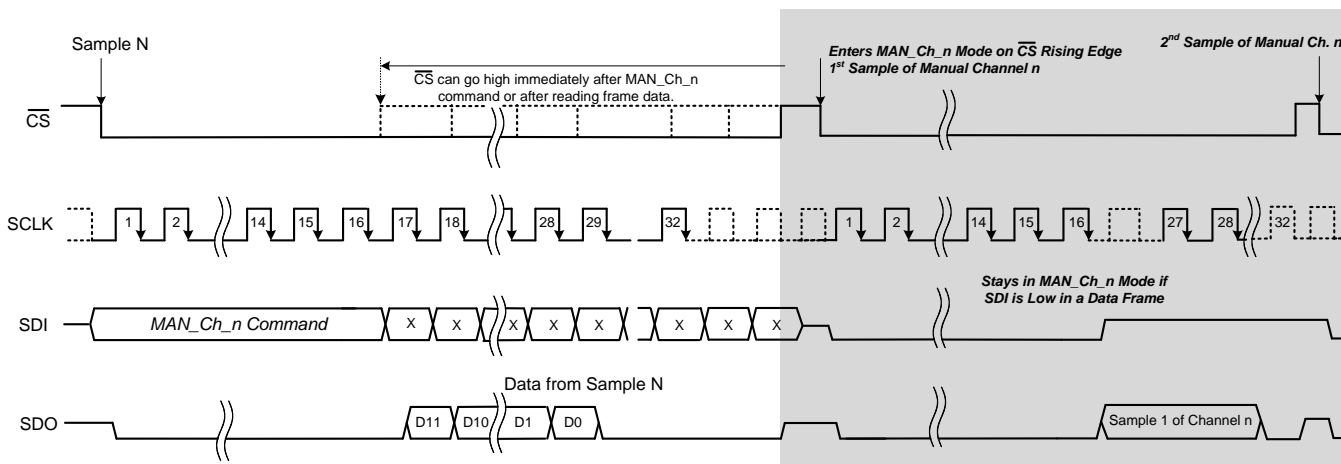 Sample N
CS can go high immediately after MAN_Ch_n
command or after reading frame data.
Enters MAN_Ch_n Mode on CS Rising Edge
1st Sample of Manual Channel n
2nd Sample of Manual Ch. n
CS
SCLK
1 2 14 15 16 17 18 28 29 32 1 2 14 15 16 27 28 32
Stays in MAN_Ch_n Mode if
SDI is Low in a Data Frame
SDI
MAN_Ch_n Command
X X X X X X X X
Data from Sample N
SDO
D11 D10 D1 D0
Sample 1 of Channel n